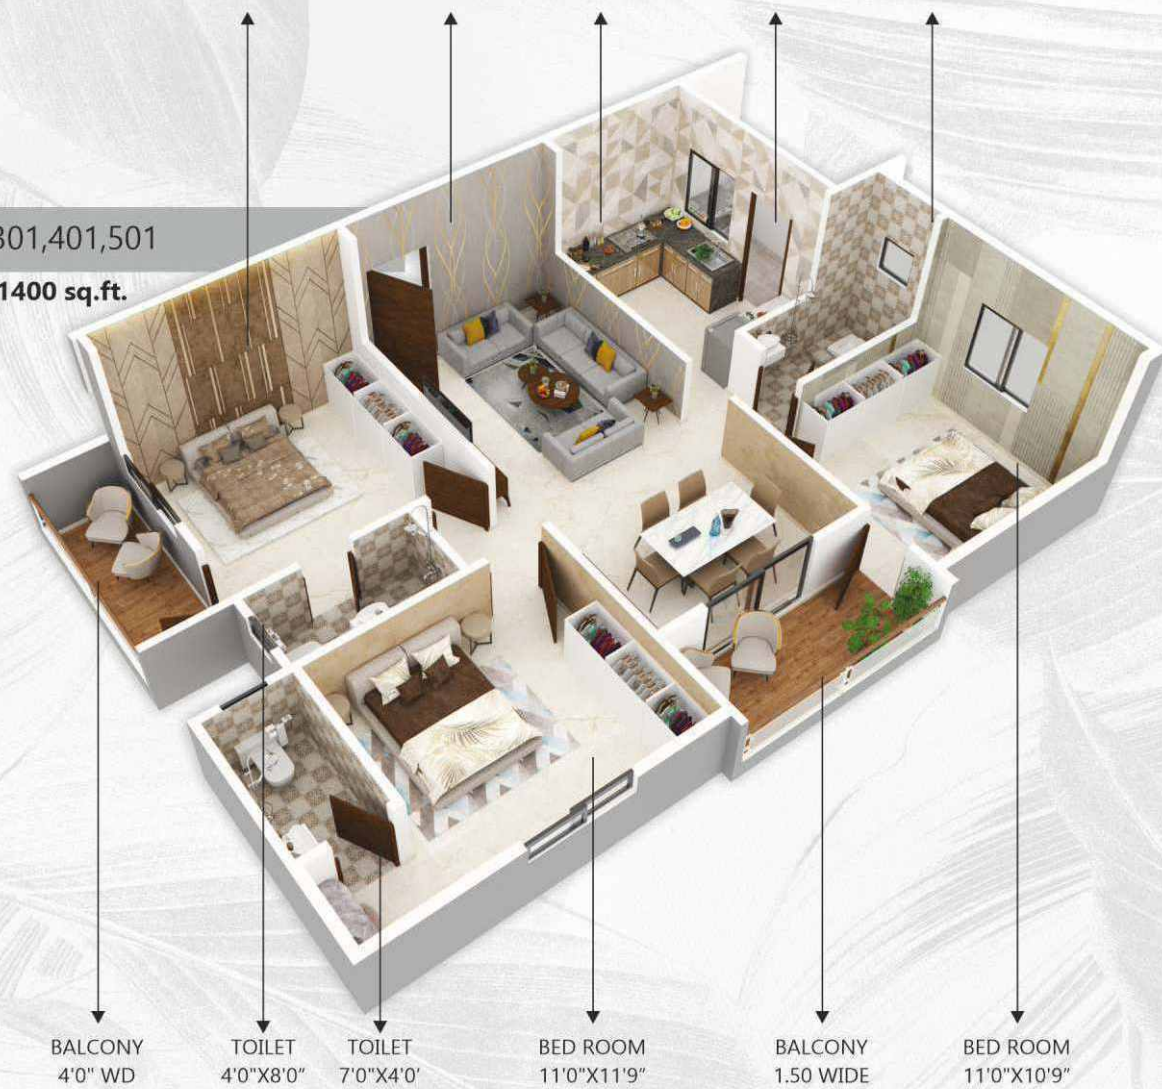 301,401,501
1400 sq.ft.
BALCONY
4'0" WD
TOILET
4'0"X8'0"
TOILET
7'0"X4'0'
BED ROOM
11'0"X11'9"
BALCONY
1.50 WIDE
BED ROOM
11'0"X10'9"